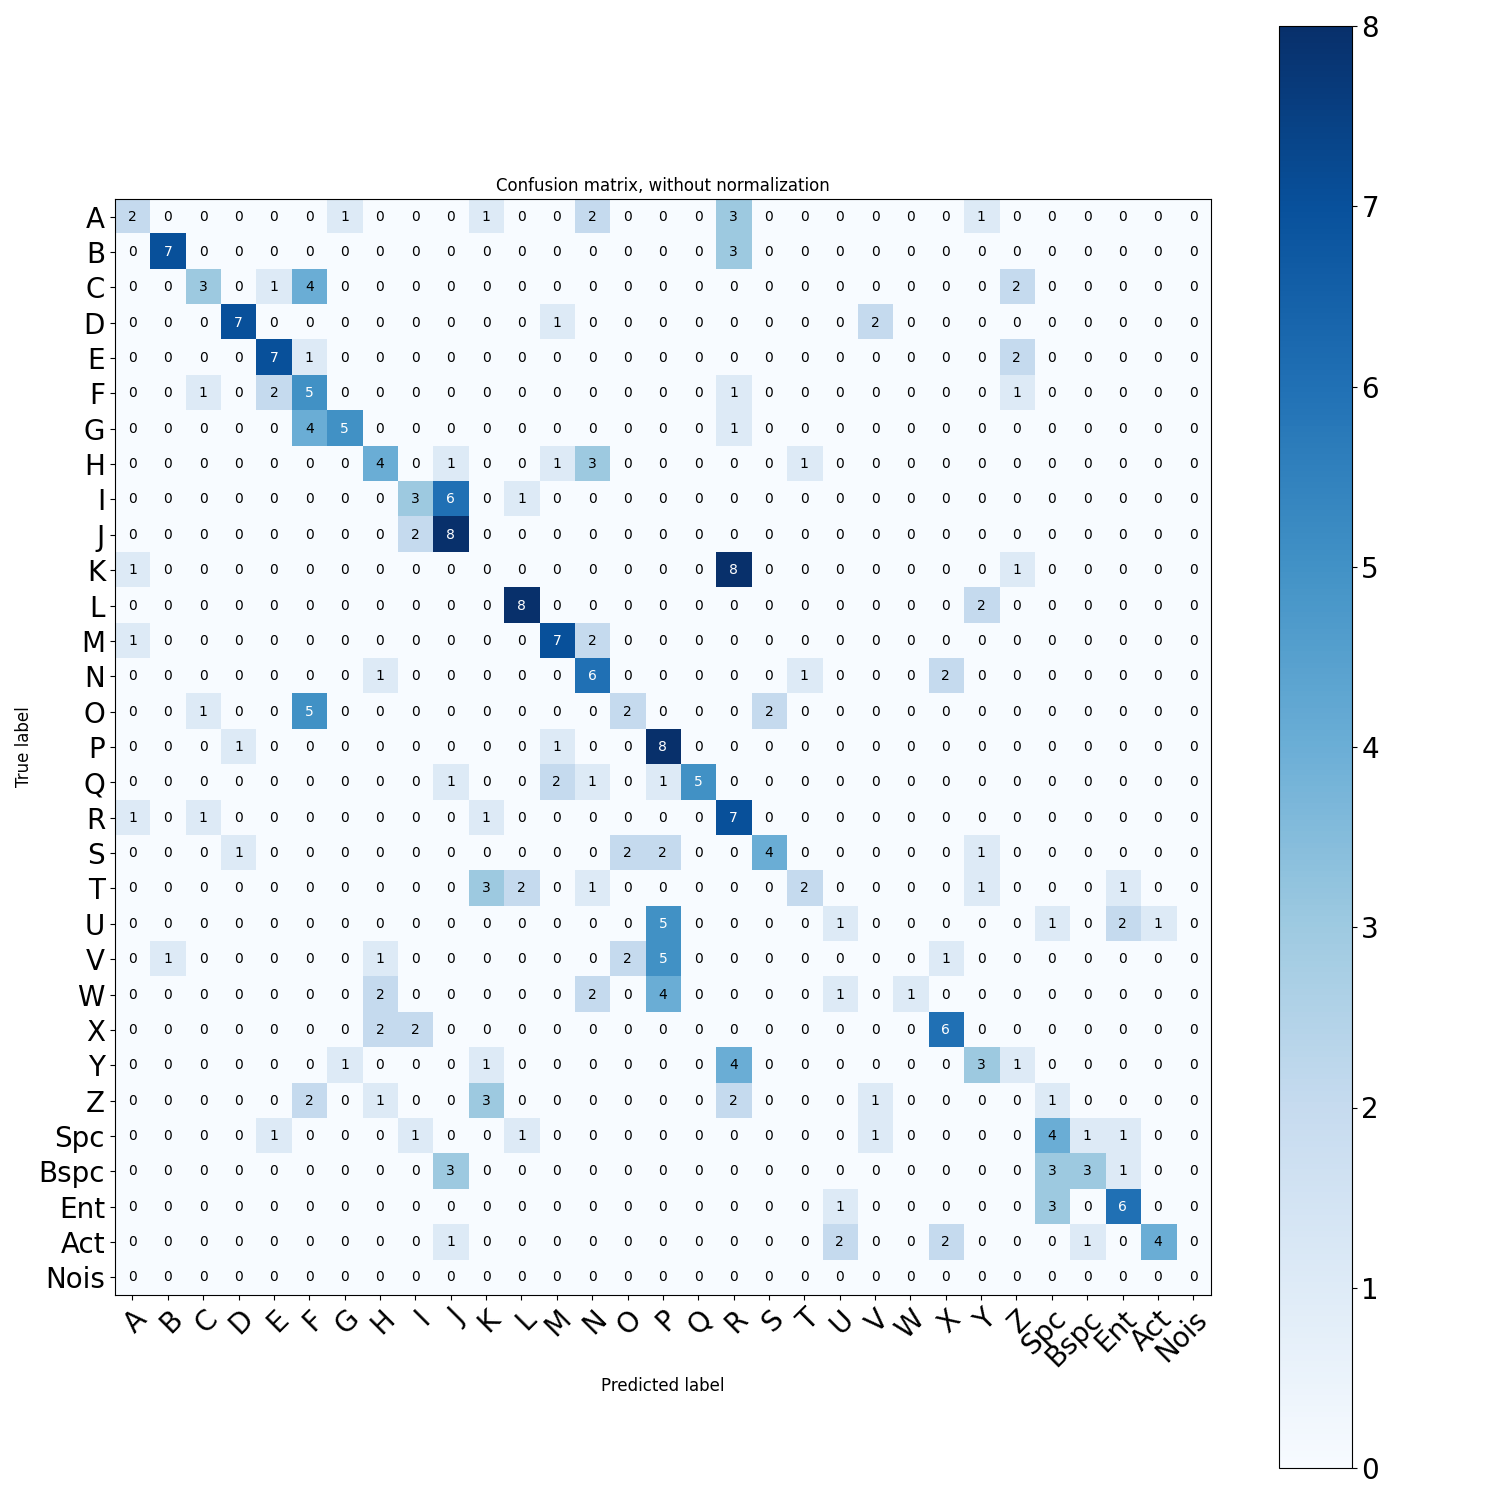 Confusion matrix, without normalization
True label
A 2 0 0 0 0 0 1 0 0 0 1 0 0 2 0 0 0 3 0 0 0 0 0 0 1 0 0 0 0 0 0
B 0 7 0 0 0 0 0 0 0 0 0 0 0 0 0 0 0 3 0 0 0 0 0 0 0 0 0 0 0 0 0
C 0 0 3 0 1 4 0 0 0 0 0 0 0 0 0 0 0 0 0 0 0 0 0 0 0 2 0 0 0 0 0
D 0 0 0 7 0 0 0 0 0 0 0 0 1 0 0 0 0 0 0 0 0 2 0 0 0 0 0 0 0 0 0
E 0 0 0 0 7 1 0 0 0 0 0 0 0 0 0 0 0 0 0 0 0 0 0 0 0 2 0 0 0 0 0
F 0 0 1 0 2 5 0 0 0 0 0 0 0 0 0 0 0 1 0 0 0 0 0 0 0 1 0 0 0 0 0
G 0 0 0 0 0 4 5 0 0 0 0 0 0 0 0 0 0 1 0 0 0 0 0 0 0 0 0 0 0 0 0
H 0 0 0 0 0 0 0 4 0 1 0 0 1 3 0 0 0 0 0 1 0 0 0 0 0 0 0 0 0 0 0
I 0 0 0 0 0 0 0 0 3 6 0 1 0 0 0 0 0 0 0 0 0 0 0 0 0 0 0 0 0 0 0
J 0 0 0 0 0 0 0 0 2 8 0 0 0 0 0 0 0 0 0 0 0 0 0 0 0 0 0 0 0 0 0
K 1 0 0 0 0 0 0 0 0 0 0 0 0 0 0 0 0 8 0 0 0 0 0 0 0 1 0 0 0 0 0
L 0 0 0 0 0 0 0 0 0 0 0 8 0 0 0 0 0 0 0 0 0 0 0 0 2 0 0 0 0 0 0
M 1 0 0 0 0 0 0 0 0 0 0 0 7 2 0 0 0 0 0 0 0 0 0 0 0 0 0 0 0 0 0
N 0 0 0 0 0 0 0 1 0 0 0 0 0 6 0 0 0 0 0 1 0 0 0 2 0 0 0 0 0 0 0
O 0 0 1 0 0 5 0 0 0 0 0 0 0 0 2 0 0 0 2 0 0 0 0 0 0 0 0 0 0 0 0
P 0 0 0 1 0 0 0 0 0 0 0 0 1 0 0 8 0 0 0 0 0 0 0 0 0 0 0 0 0 0 0
Q 0 0 0 0 0 0 0 0 0 1 0 0 2 1 0 1 5 0 0 0 0 0 0 0 0 0 0 0 0 0 0
R 1 0 1 0 0 0 0 0 0 0 1 0 0 0 0 0 0 7 0 0 0 0 0 0 0 0 0 0 0 0 0
S 0 0 0 1 0 0 0 0 0 0 0 0 0 0 2 2 0 0 4 0 0 0 0 0 1 0 0 0 0 0 0
T 0 0 0 0 0 0 0 0 0 0 3 2 0 1 0 0 0 0 0 2 0 0 0 0 1 0 0 0 1 0 0
U 0 0 0 0 0 0 0 0 0 0 0 0 0 0 0 5 0 0 0 0 1 0 0 0 0 0 1 0 2 1 0
V 0 1 0 0 0 0 0 1 0 0 0 0 0 0 2 5 0 0 0 0 0 0 0 1 0 0 0 0 0 0 0
W 0 0 0 0 0 0 0 2 0 0 0 0 0 2 0 4 0 0 0 0 1 0 1 0 0 0 0 0 0 0 0
X 0 0 0 0 0 0 0 2 2 0 0 0 0 0 0 0 0 0 0 0 0 0 0 6 0 0 0 0 0 0 0
Y 0 0 0 0 0 0 1 0 0 0 1 0 0 0 0 0 0 4 0 0 0 0 0 0 3 1 0 0 0 0 0
Z 0 0 0 0 0 2 0 1 0 0 3 0 0 0 0 0 0 2 0 0 0 1 0 0 0 0 1 0 0 0 0
Spc 0 0 0 0 1 0 0 0 1 0 0 1 0 0 0 0 0 0 0 0 0 1 0 0 0 0 4 1 1 0 0
Bspc 0 0 0 0 0 0 0 0 0 3 0 0 0 0 0 0 0 0 0 0 0 0 0 0 0 0 3 3 1 0 0
Ent 0 0 0 0 0 0 0 0 0 0 0 0 0 0 0 0 0 0 0 0 1 0 0 0 0 0 3 0 6 0 0
Act 0 0 0 0 0 0 0 0 0 1 0 0 0 0 0 0 0 0 0 0 2 0 0 2 0 0 0 1 0 4 0
Nois 0 0 0 0 0 0 0 0 0 0 0 0 0 0 0 0 0 0 0 0 0 0 0 0 0 0 0 0 0 0 0
A B C D E F G H I J K L M N O P Q R S T U V W X Y Z Spc Bspc Ent Act Nois
Predicted label
8
7
6
5
4
3
2
1
0